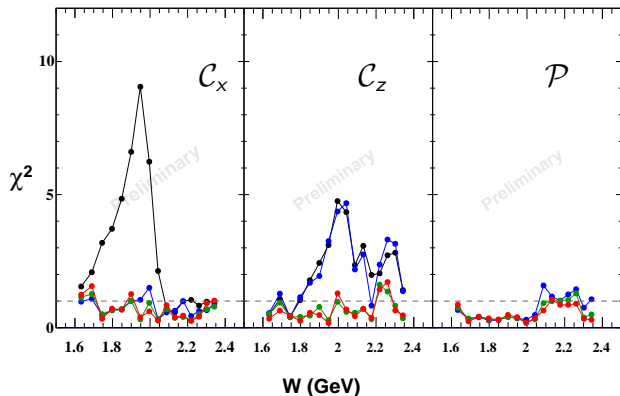 𝒞x 𝒞z 𝒫
10
5
1
0
χ²
Preliminary Preliminary Preliminary
1.6 1.8 2 2.2 2.4 1.6 1.8 2 2.2 2.4 1.6 1.8 2 2.2 2.4
W (GeV)